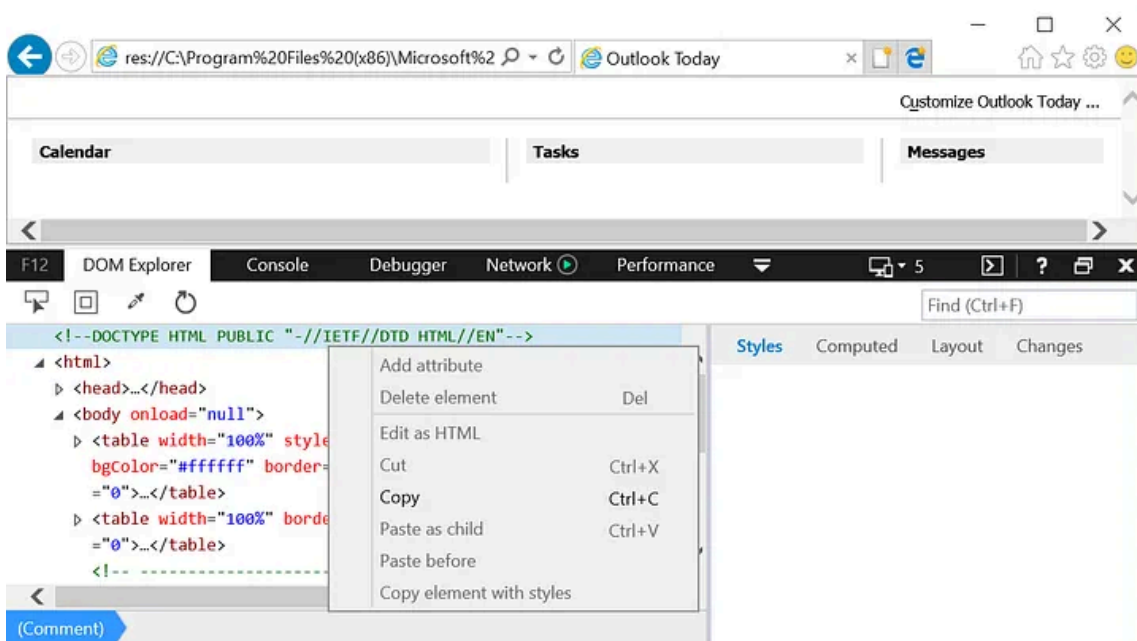 res://C:\Program%20Files%20(x86)\Microsoft%2
Outlook Today
Customize Outlook Today ...
Calendar
Tasks
Messages
F12 DOM Explorer Console Debugger Network Performance 5 ?
Find (Ctrl+F)
<!--DOCTYPE HTML PUBLIC "-//IETF//DTD HTML//EN"-->
<html>
<head>…</head>
<body onload="null">
<table width="100%" style
bgColor="#ffffff" border=
="0">…</table>
<table width="100%" borde
="0">…</table>
<!-- ---------------------
(Comment)
Add attribute
Delete element Del
Edit as HTML
Cut Ctrl+X
Copy Ctrl+C
Paste as child Ctrl+V
Paste before
Copy element with styles
Styles Computed Layout Changes